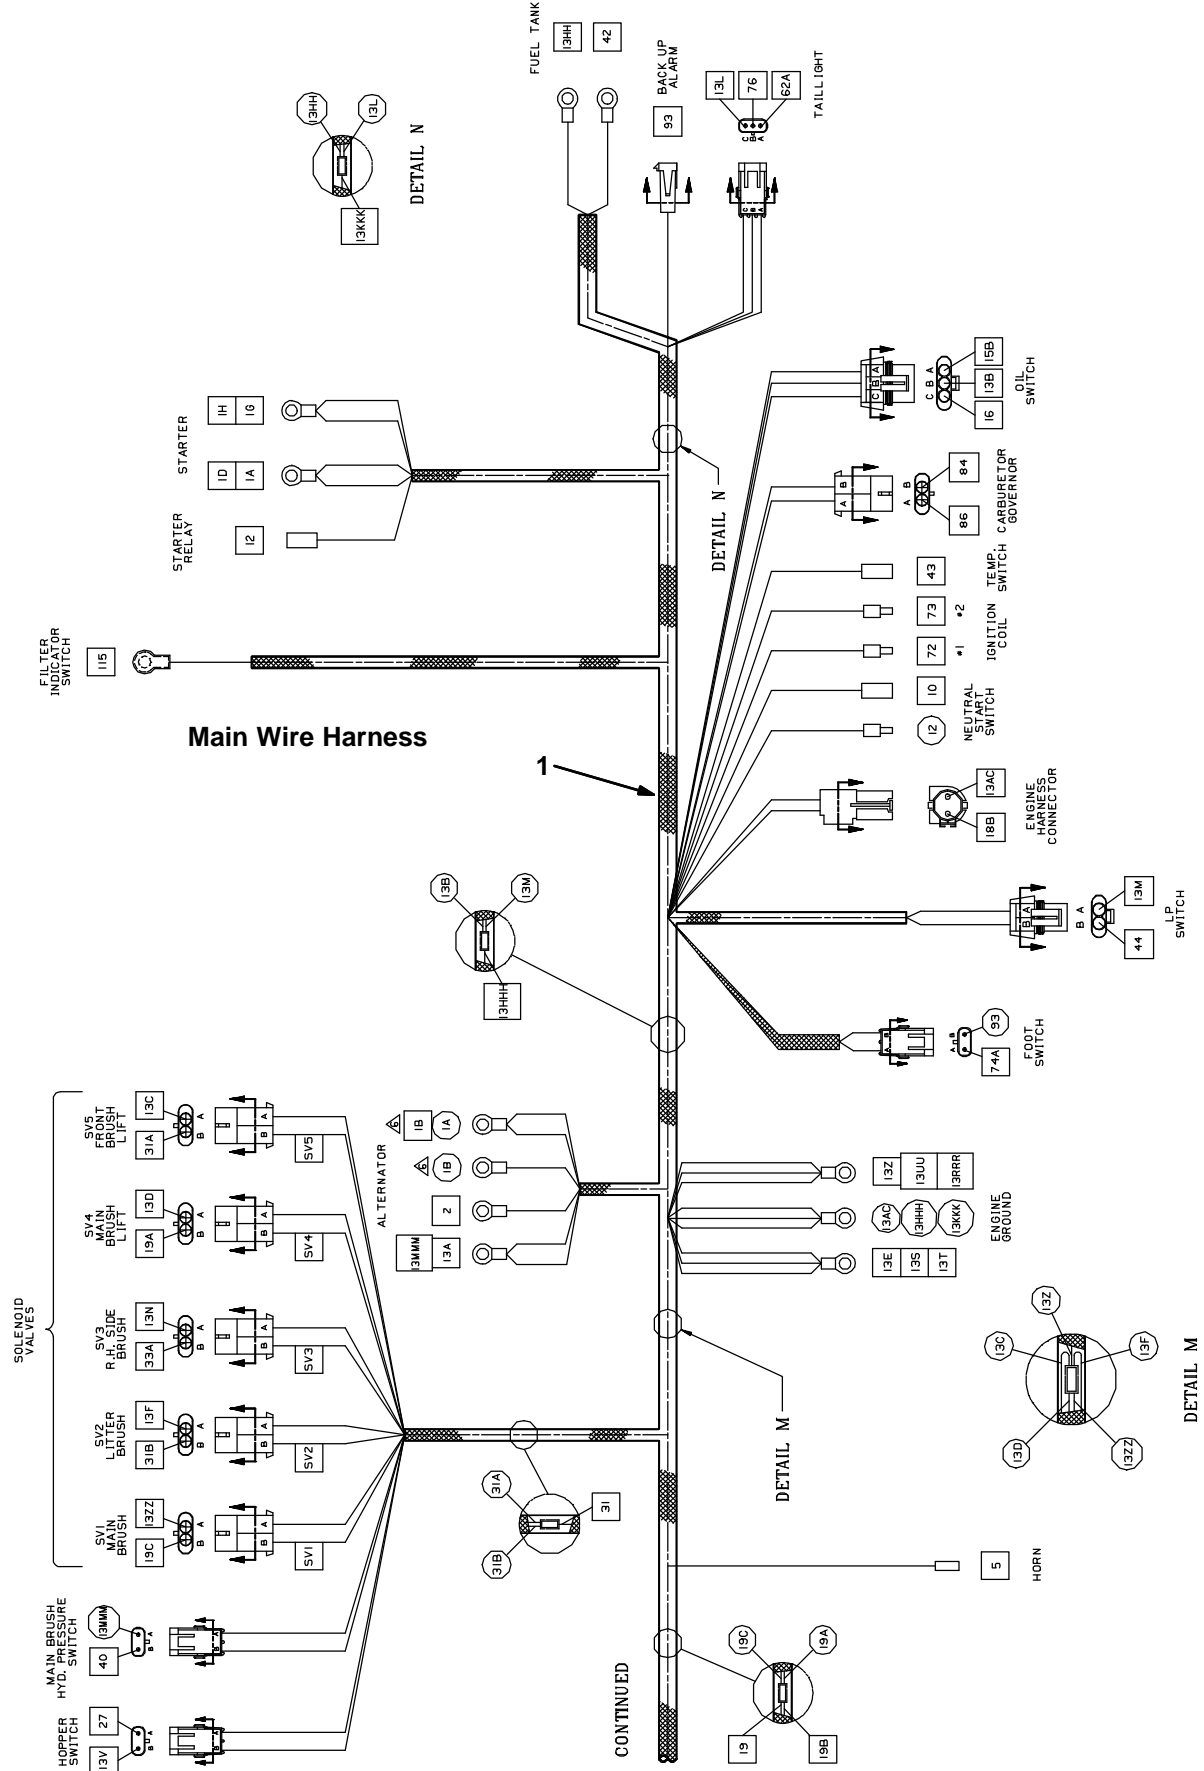 FUEL TANK
13HH
42
BACK UP
ALARM
93
13L
76
62A
TAILLIGHT
C
B
A
C
B
A
13HH
13L
13KKK
DETAIL N
STARTER
1H
1G
1D
1A
STARTER
RELAY
12
FILTER
INDICATOR
SWITCH
115
Main Wire Harness
1
DETAIL N
C B A
C B A
16
13B
15B
OIL
SWITCH
A B
A B
86
84
CARBURETOR
GOVERNOR
43
TEMP.
SWITCH
73
#2
72
#1
IGNITION
COIL
10
12
NEUTRAL
START
SWITCH
18B
13AC
ENGINE
HARNESS
CONNECTOR
B A
B A
44
13M
LP
SWITCH
A B
74A
93
FOOT
SWITCH
13B
13M
13HHH
SOLENOID
VALVES
SV5
FRONT
BRUSH
LIFT
31A
13C
B A
B A
SV5
SV4
MAIN
BRUSH
LIFT
19A
13D
B A
B A
SV4
SV3
R.H. SIDE
BRUSH
33A
13N
B A
B A
SV3
SV2
LITTER
BRUSH
31B
13F
B A
B A
SV2
SV1
MAIN
BRUSH
19C
13ZZ
B A
B A
SV1
MAIN BRUSH
HYD. PRESSURE
SWITCH
40
13MMM
B A
B A
HOPPER
SWITCH
13V
27
B A
B A
ALTERNATOR
6
1B
1A
6
1B
2
13MMM
13A
13Z
13UU
13RRR
13AC
13HHH
13KKK
13E
13S
13T
ENGINE
GROUND
31A
31B
31
DETAIL M
13Z
13C
13F
13D
13ZZ
DETAIL M
5
HORN
CONTINUED
19C
19A
19
19B